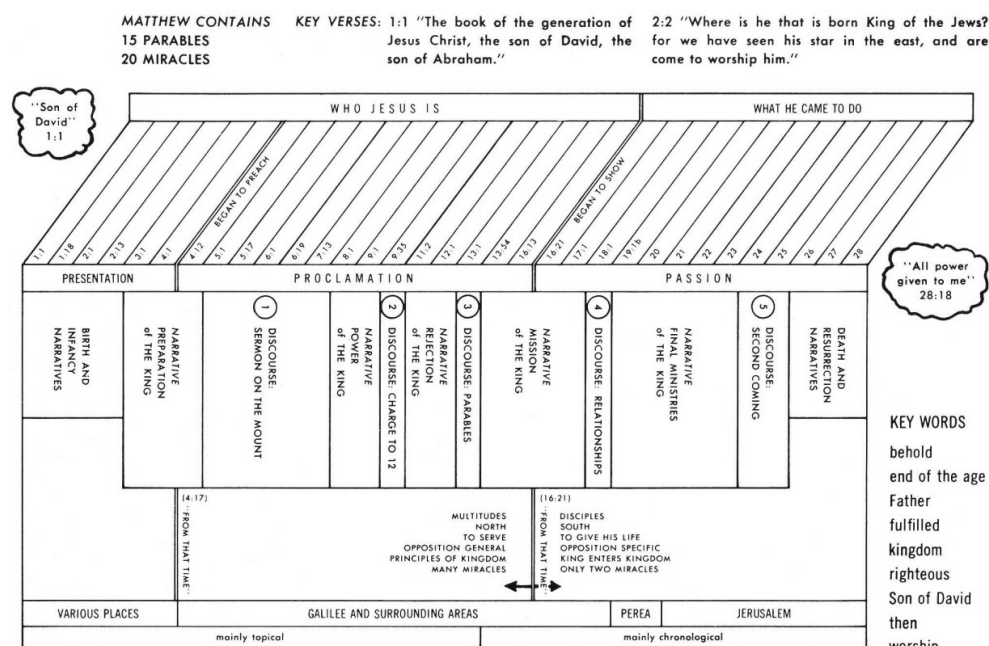 MATTHEW CONTAINS
15 PARABLES
20 MIRACLES
KEY VERSES: 1:1 "The book of the generation of
Jesus Christ, the son of David, the
son of Abraham."
2:2 "Where is he that is born King of the Jews?
for we have seen his star in the east, and are
come to worship him."
"Son of
David"
1:1
WHO JESUS IS
WHAT HE CAME TO DO
BEGAN TO PREACH
BEGAN TO SHOW
1:1
1:18
2:1
2:13
3:1
4:1
4:12
5:1
5:17
6:1
6:19
7:13
8:1
9:1
9:35
11:2
12:1
13:1
13:54
16:13
16:21
17:1
18:1
19:1b
20
21
22
23
24
25
26
27
28
PRESENTATION
PROCLAMATION
PASSION
"All power
given to me"
28:18
BIRTH AND
INFANCY
NARRATIVES
NARRATIVE
PREPARATION
of THE KING
1
DISCOURSE:
SERMON ON THE MOUNT
NARRATIVE
POWER
of THE KING
2
DISCOURSE: CHARGE TO 12
NARRATIVE
REJECTION
of THE KING
3
DISCOURSE: PARABLES
NARRATIVE
MISSION
of THE KING
4
DISCOURSE: RELATIONSHIPS
NARRATIVE
FINAL MINISTRIES
of THE KING
5
DISCOURSE:
SECOND COMING
DEATH AND
RESURRECTION
NARRATIVES
(4:17)
"FROM THAT TIME"
MULTITUDES
NORTH
TO SERVE
OPPOSITION GENERAL
PRINCIPLES OF KINGDOM
MANY MIRACLES
(16:21)
"FROM THAT TIME"
DISCIPLES
SOUTH
TO GIVE HIS LIFE
OPPOSITION SPECIFIC
KING ENTERS KINGDOM
ONLY TWO MIRACLES
VARIOUS PLACES
GALILEE AND SURROUNDING AREAS
PEREA
JERUSALEM
mainly topical
mainly chronological
KEY WORDS
behold
end of the age
Father
fulfilled
kingdom
righteous
Son of David
then
worship